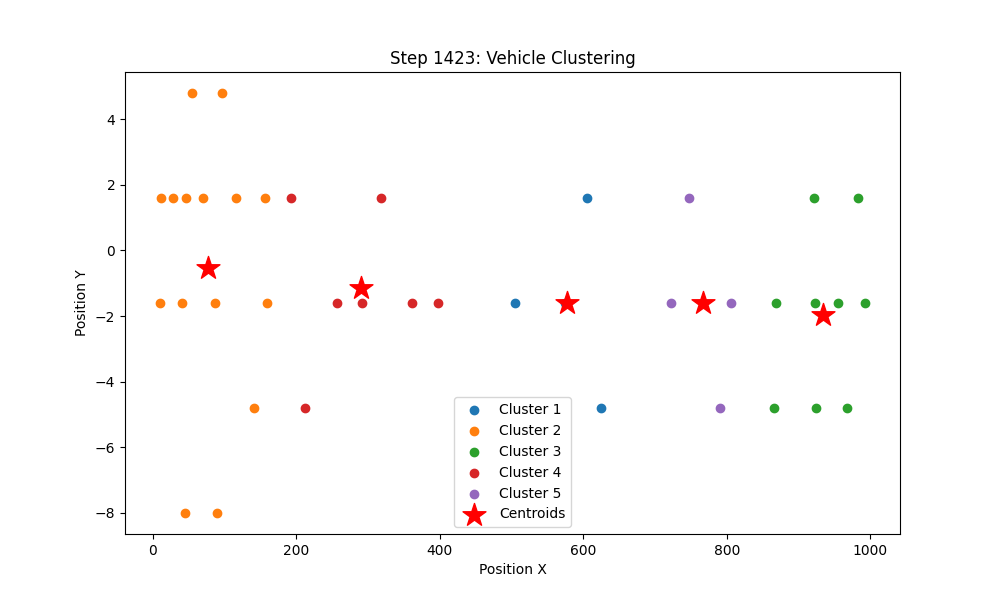 Step 1423: Vehicle Clustering
Position Y
4
2
0
−2
−4
−6
−8
Cluster 1
Cluster 2
Cluster 3
Cluster 4
Cluster 5
Centroids
0 200 400 600 800 1000
Position X